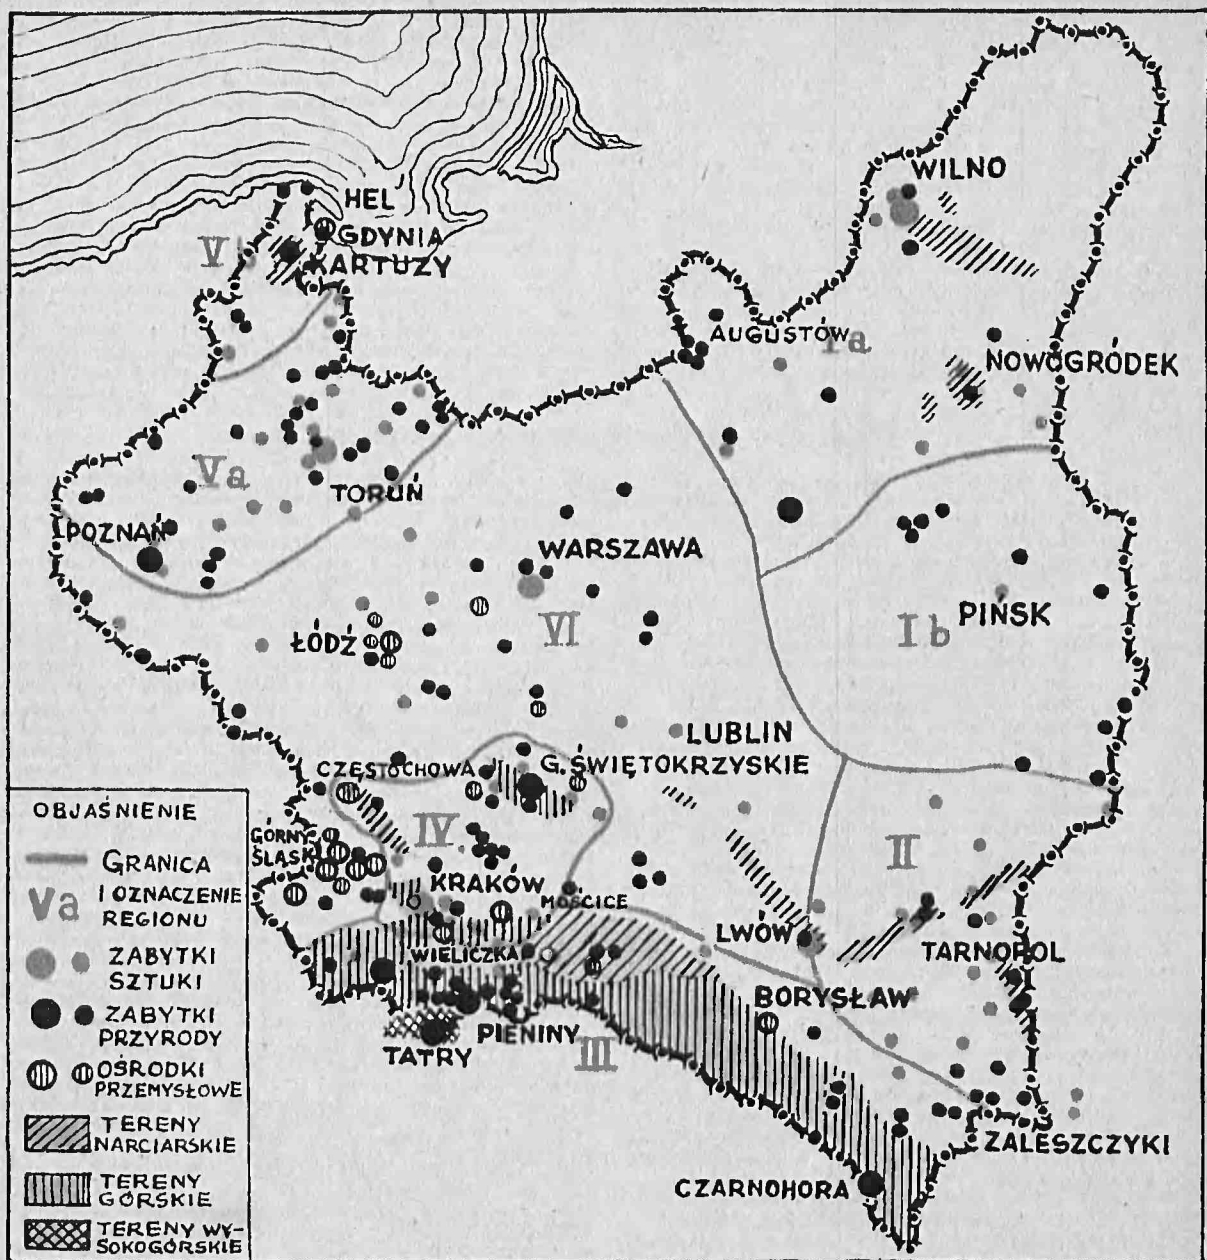 WILNO
HEL
GDYNIA
V
KARTUZY
AUGUSTÓW
Ia
NOWOGRÓDEK
Va
TORUŃ
POZNAŃ
WARSZAWA
PIŃSK
ŁÓDŹ
VI
Ib
LUBLIN
G. ŚWIĘTOKRZYSKIE
CZĘSTOCHOWA
IV.
II
GÓRNY
ŚLĄSK
KRAKÓW
MOŚCICE
LWÓW
TARNOPOL
WIELICZKA
BORYSŁAW
PIENINY
TATRY
III
ZALESZCZYKI
CZARNOHORA
OBJAŚNIENIE
GRANICA
Va I OZNACZENIE
REGIONU
ZABYTKI
SZTUKI
ZABYTKI
PRZYRODY
OŚRODKI
PRZEMYSŁOWE
TERENY
NARCIARSKIE
TERENY
GÓRSKIE
TERENY WY-
SOKOGÓRSKIE